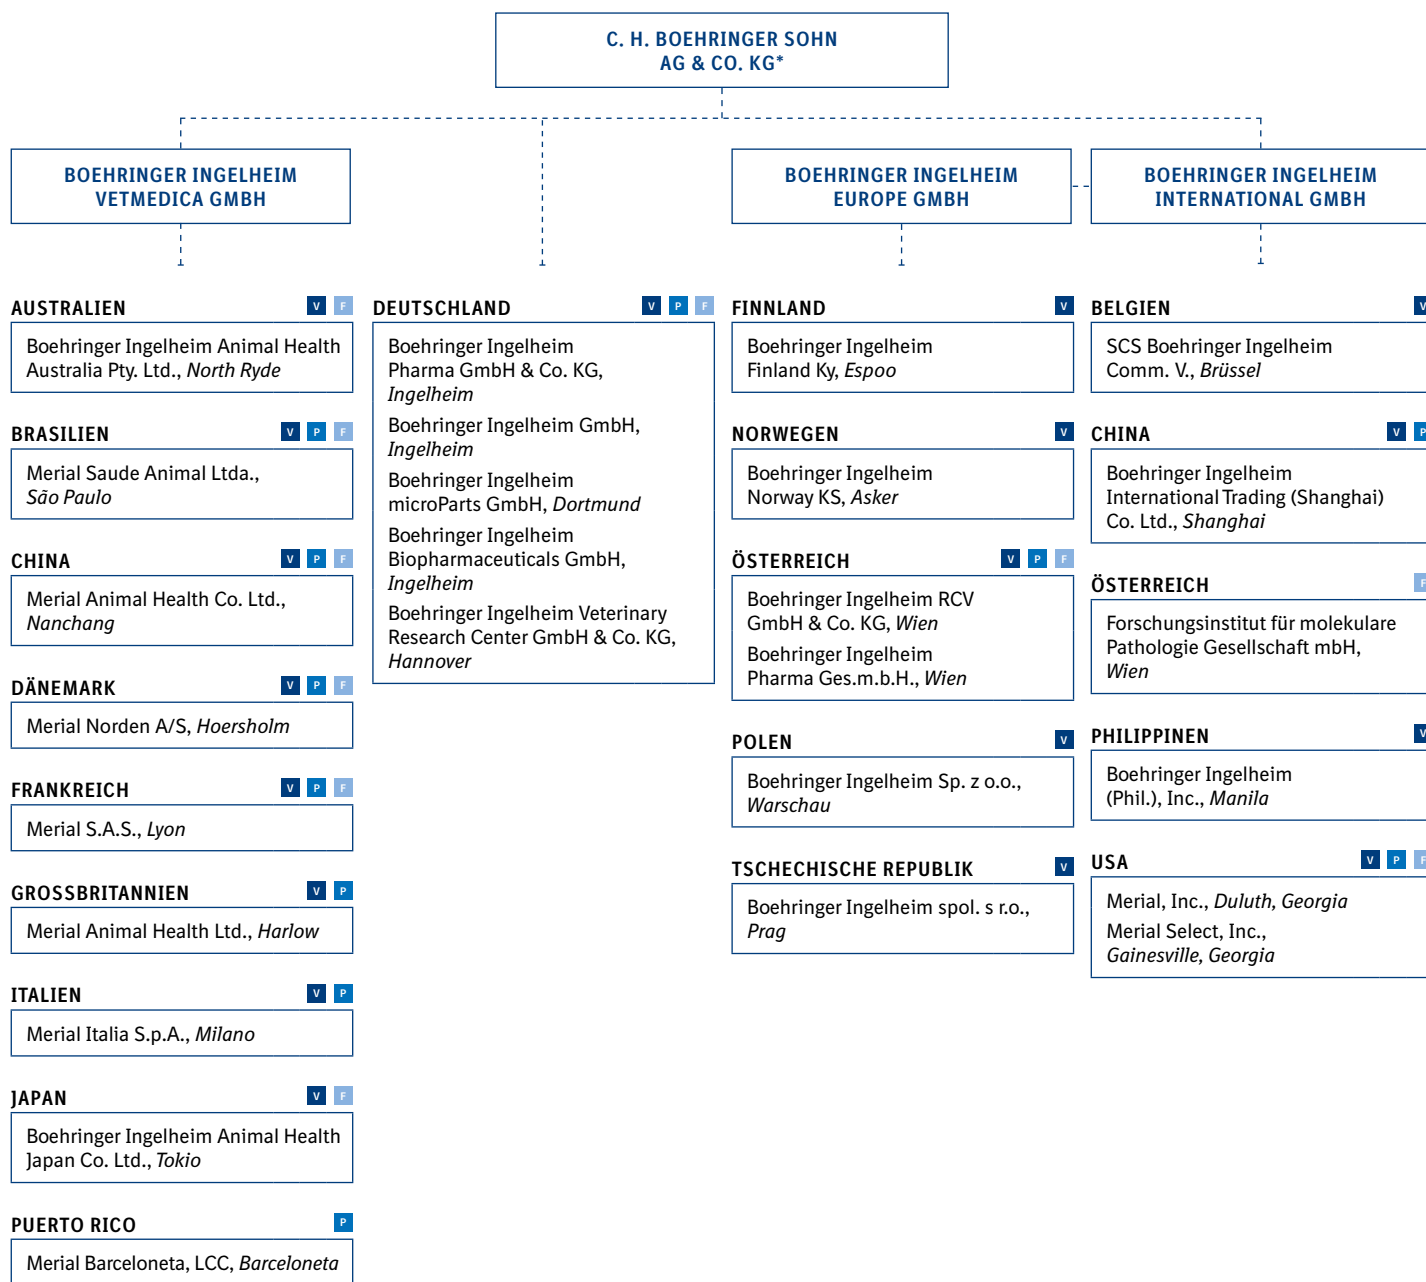 C. H. BOEHRINGER SOHN
AG & CO. KG*
BOEHRINGER INGELHEIM
VETMEDICA GMBH
BOEHRINGER INGELHEIM
EUROPE GMBH
BOEHRINGER INGELHEIM
INTERNATIONAL GMBH
AUSTRALIEN V F
Boehringer Ingelheim Animal Health
Australia Pty. Ltd., North Ryde
BRASILIEN V P F
Merial Saude Animal Ltda.,
São Paulo
CHINA V P F
Merial Animal Health Co. Ltd.,
Nanchang
DÄNEMARK V P F
Merial Norden A/S, Hoersholm
FRANKREICH V P F
Merial S.A.S., Lyon
GROSSBRITANNIEN V P
Merial Animal Health Ltd., Harlow
ITALIEN V P
Merial Italia S.p.A., Milano
JAPAN V F
Boehringer Ingelheim Animal Health
Japan Co. Ltd., Tokio
PUERTO RICO P
Merial Barceloneta, LCC, Barceloneta
DEUTSCHLAND V P F
Boehringer Ingelheim
Pharma GmbH & Co. KG,
Ingelheim
Boehringer Ingelheim GmbH,
Ingelheim
Boehringer Ingelheim
microParts GmbH, Dortmund
Boehringer Ingelheim
Biopharmaceuticals GmbH,
Ingelheim
Boehringer Ingelheim Veterinary
Research Center GmbH & Co. KG,
Hannover
FINNLAND V
Boehringer Ingelheim
Finland Ky, Espoo
NORWEGEN V
Boehringer Ingelheim
Norway KS, Asker
ÖSTERREICH V P F
Boehringer Ingelheim RCV
GmbH & Co. KG, Wien
Boehringer Ingelheim
Pharma Ges.m.b.H., Wien
POLEN V
Boehringer Ingelheim Sp. z o.o.,
Warschau
TSCHECHISCHE REPUBLIK V
Boehringer Ingelheim spol. s r.o.,
Prag
BELGIEN V
SCS Boehringer Ingelheim
Comm. V., Brüssel
CHINA V P
Boehringer Ingelheim
International Trading (Shanghai)
Co. Ltd., Shanghai
ÖSTERREICH F
Forschungsinstitut für molekulare
Pathologie Gesellschaft mbH,
Wien
PHILIPPINEN V
Boehringer Ingelheim
(Phil.), Inc., Manila
USA V P F
Merial, Inc., Duluth, Georgia
Merial Select, Inc.,
Gainesville, Georgia